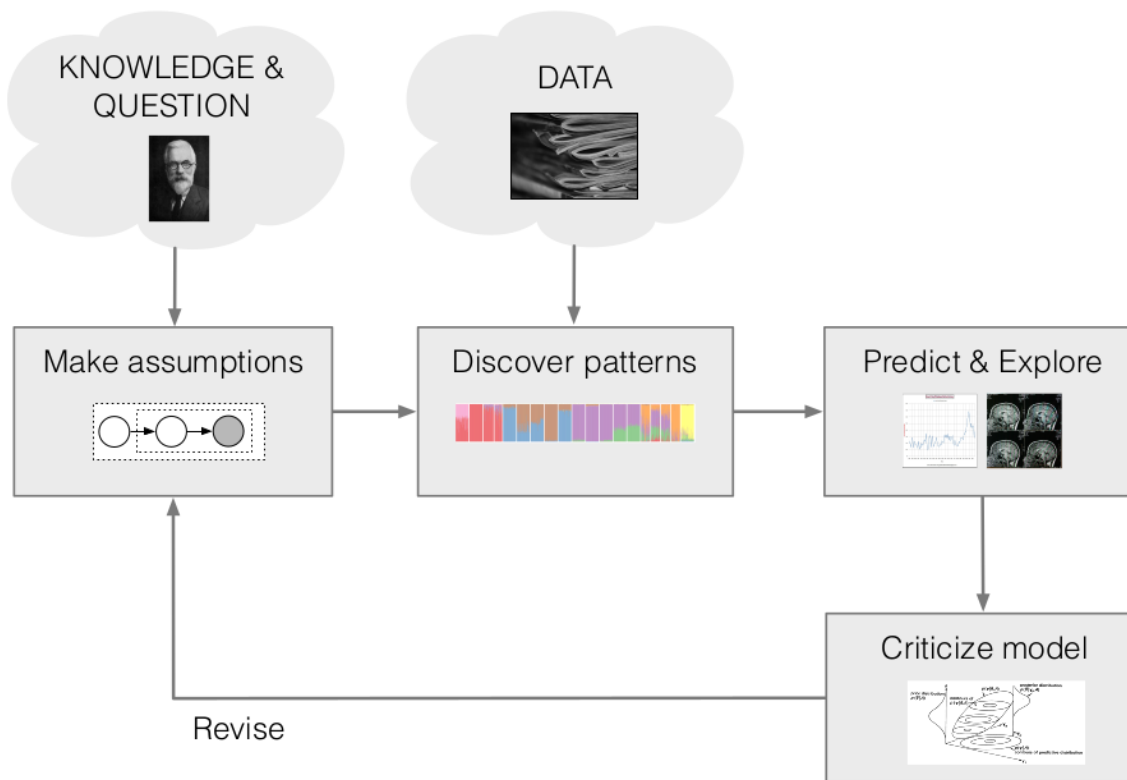 KNOWLEDGE &
QUESTION
DATA
Make assumptions
Discover patterns
Predict & Explore
Criticize model
Revise